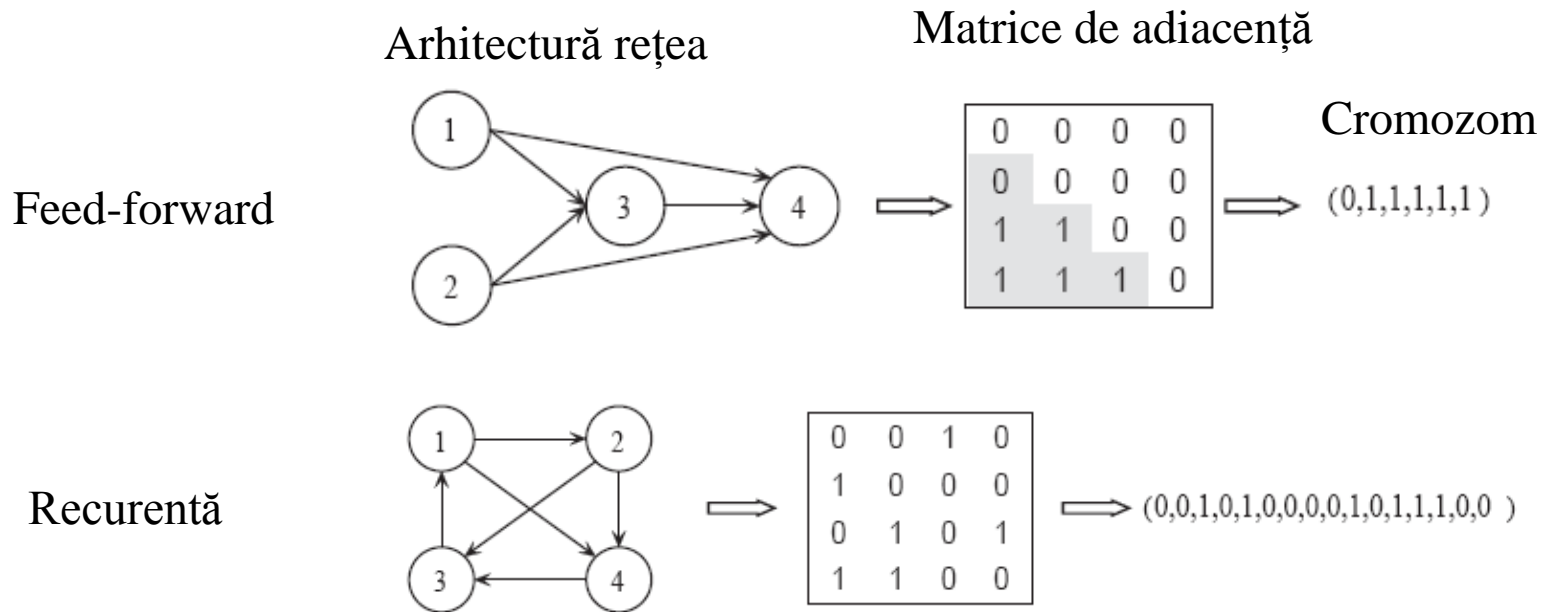 Arhitectură rețea
Matrice de adiacență
Cromozom
Feed-forward
1
2
3
4
0 0 0 0
0 0 0 0
1 1 0 0
1 1 1 0
(0,1,1,1,1,1 )
Recurentă
1
2
3
4
0 0 1 0
1 0 0 0
0 1 0 1
1 1 0 0
(0,0,1,0,1,0,0,0,0,1,0,1,1,1,0,0 )